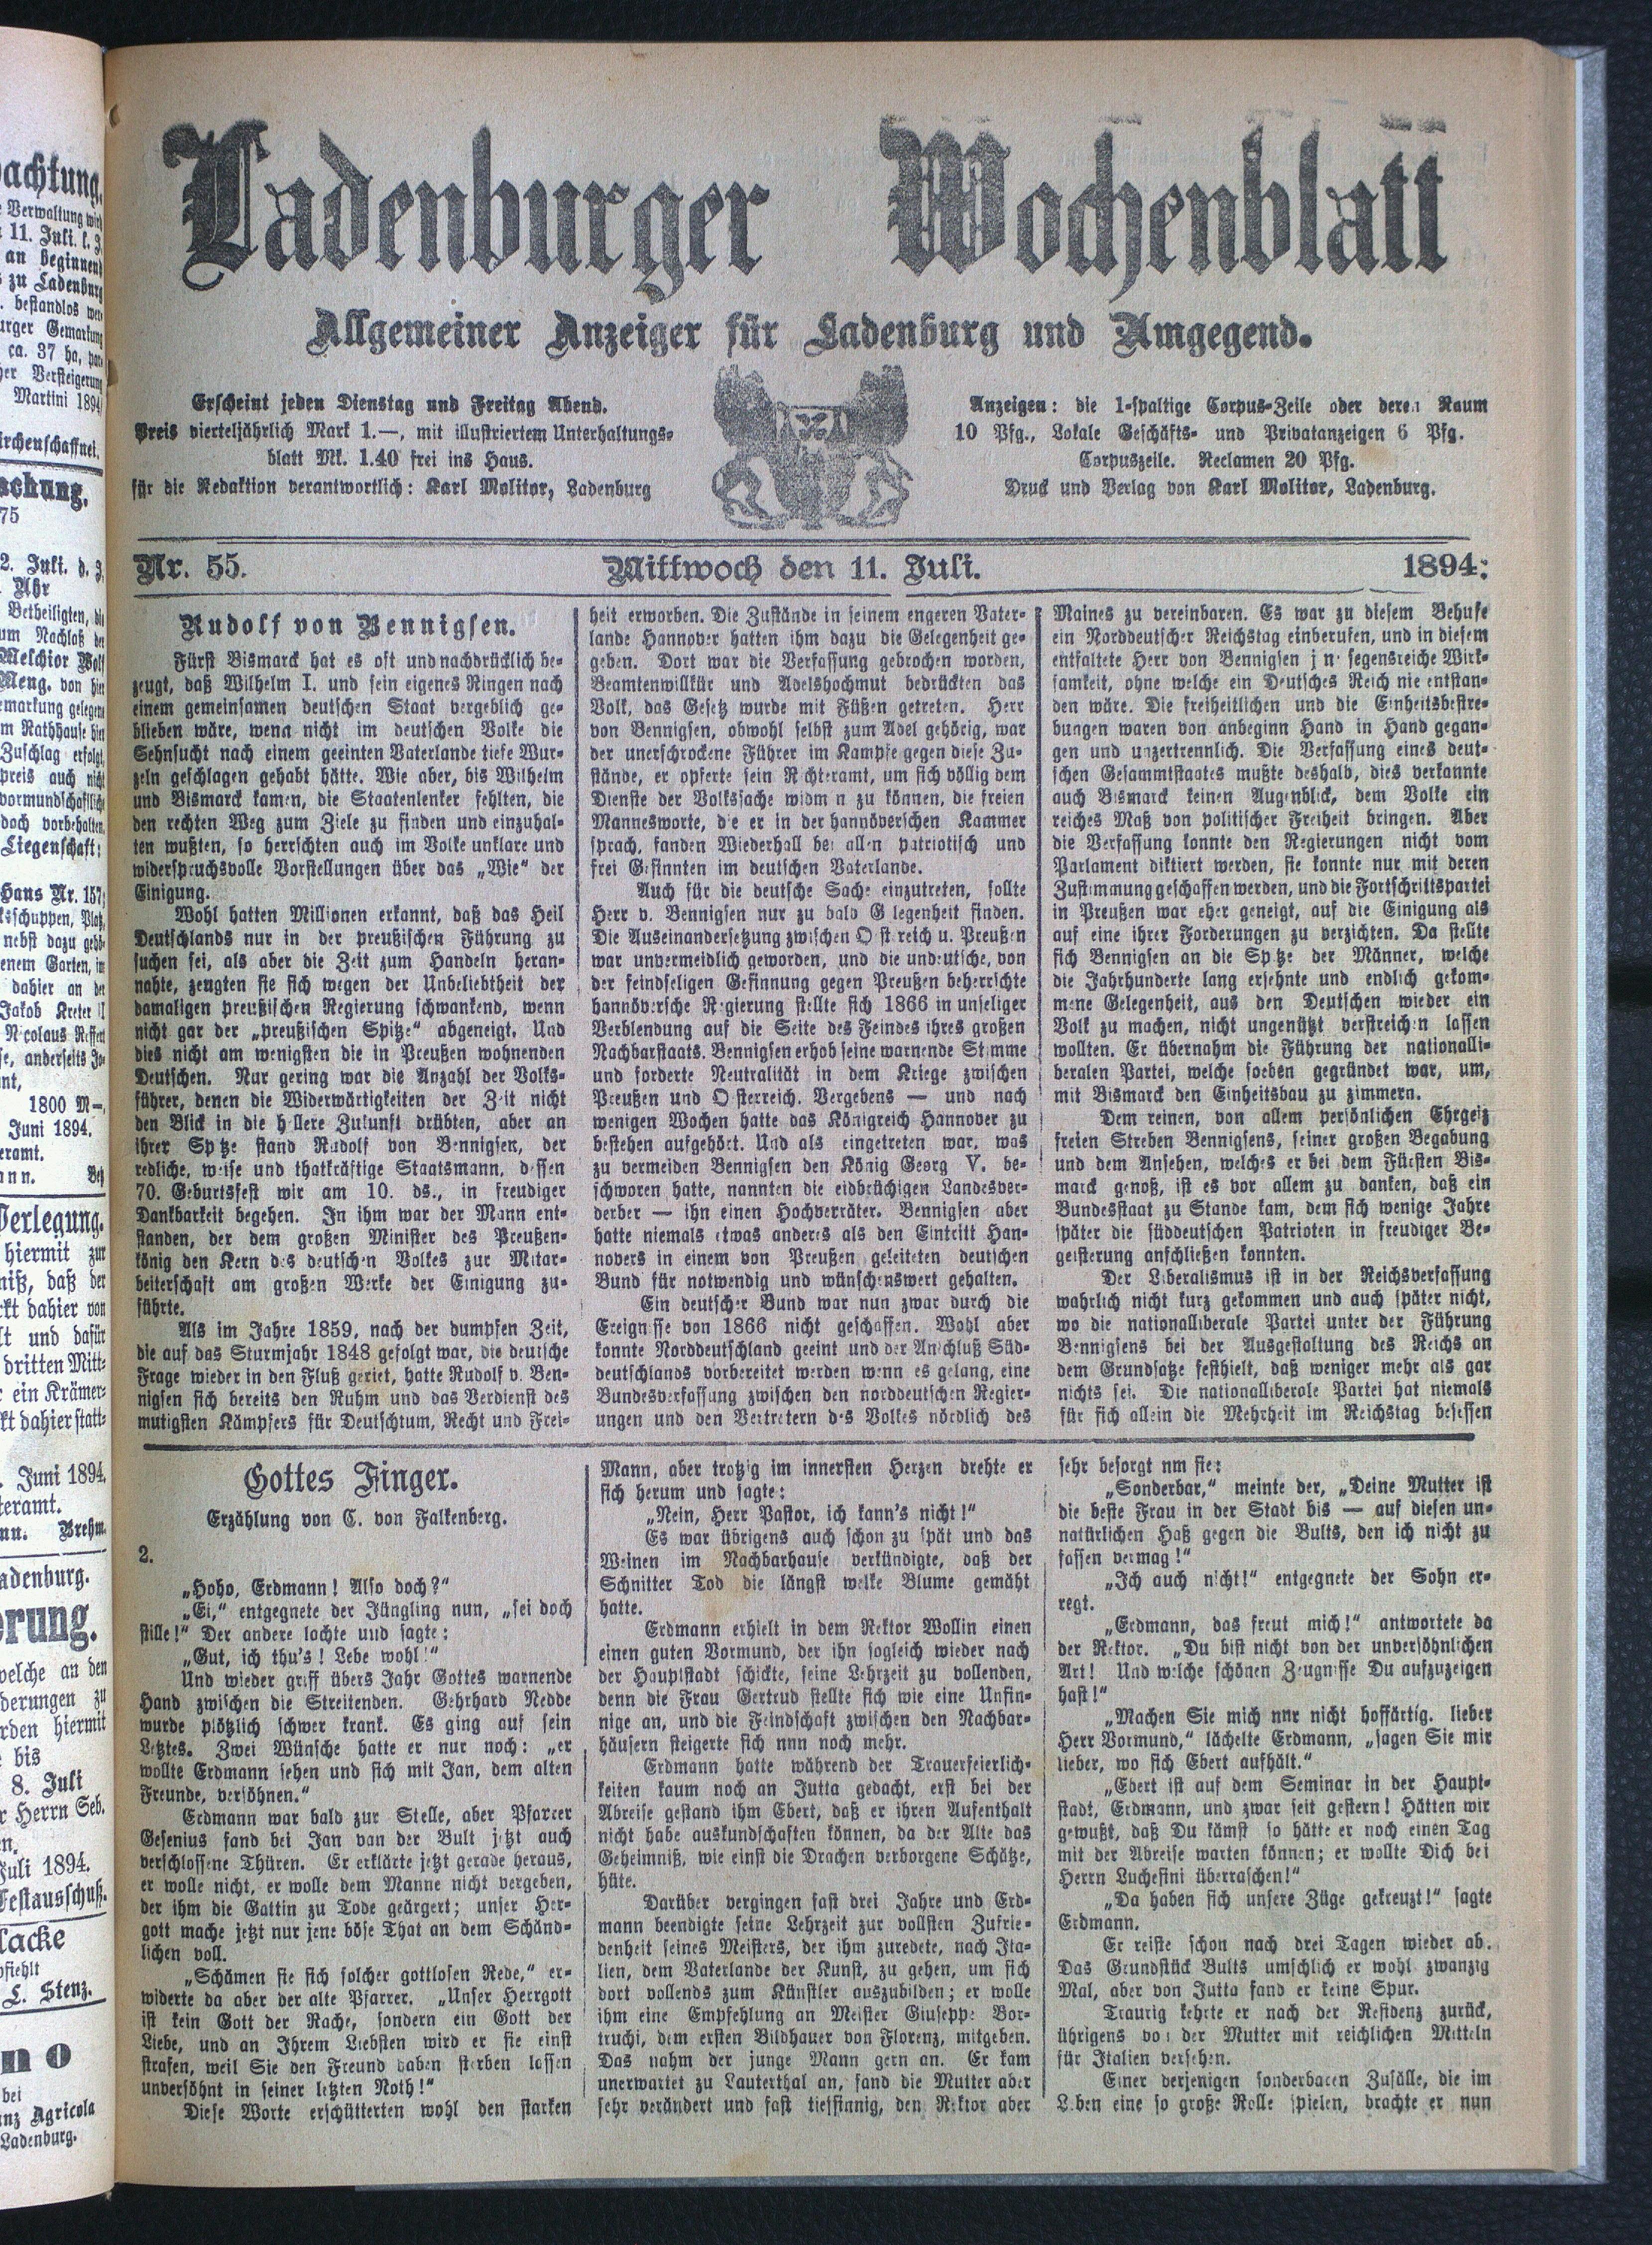 Ladenburger Wochenblatt
Allgemeiner Anzeiger für Ladenburg und Umgegend.
Erscheint jeden Dienstag und Freitag Abend.
Preis vierteljährlich Mark 1.—, mit illustriertem Unterhaltungs-
blatt Mk. 1.40 frei ins Haus.
für die Redaktion verantwortlich: Karl Molitor, Ladenburg
Anzeigen: die 1-spaltige Corpus-Zeile oder deren Raum
10 Pfg., Lokale Geschäfts- und Privatanzeigen 6 Pfg.
Corpuszeile. Reclamen 20 Pfg.
Druck und Verlag von Karl Molitor, Ladenburg.
Nr. 55. Mittwoch den 11. Juli. 1894.
Rudolf von Bennigsen.
Fürst Bismarck hat es oft und nachdrücklich be-
zeugt, daß Wilhelm I. und sein eigenes Ringen nach
einem gemeinsamen deutschen Staat vergeblich ge-
blieben wäre, wenn nicht im deutschen Volke die
Sehnsucht nach einem geeinten Vaterlande tiefe Wur-
zeln geschlagen gehabt hätte. Wie aber, bis Wilhelm
und Bismarck kamen, die Staatenlenker fehlten, die
den rechten Weg zum Ziele zu finden und einzuhal-
ten wußten, so herrschten auch im Volke unklare und
widerspruchsvolle Vorstellungen über das „Wie“ der
Einigung.
Wohl hatten Millionen erkannt, daß das Heil
Deutschlands nur in der preußischen Führung zu
suchen sei, als aber die Zeit zum Handeln heran-
nahte, zeugten sie sich wegen der Unbeliebtheit der
damaligen preußischen Regierung schwankend, wenn
nicht gar der „preußischen Spitze“ abgeneigt. Und
dies nicht am wenigsten die in Preußen wohnenden
Deutschen. Nur gering war die Anzahl der Volks-
führer, denen die Widerwärtigkeiten der Zeit nicht
den Blick in die hellere Zukunft drübten, aber an
ihrer Spitze stand Rudolf von Bennigsen, der
redliche, weise und thatkräftige Staatsmann, dessen
70. Geburtsfest wir am 10. ds., in freudiger
Dankbarkeit begehen. In ihm war der Mann ent-
standen, der dem großen Minister des Preußen-
könig den Kern des deutschen Volkes zur Mitar-
beiterschaft am großen Werke der Einigung zu-
führte.
Als im Jahre 1859, nach der dumpfen Zeit,
die auf das Sturmjahr 1848 gefolgt war, die deutsche
Frage wieder in den Fluß geriet, hatte Rudolf v. Ben-
nigsen sich bereits den Ruhm und das Verdienst des
mutigsten Kämpfers für Deutschtum, Recht und Frei-
heit erworben. Die Zustände in seinem engeren Vater-
lande Hannover hatten ihm dazu die Gelegenheit ge-
geben. Dort war die Verfassung gebrochen worden,
Beamtenwillkür und Adelshochmut bedrückten das
Volk, das Gesetz wurde mit Füßen getreten. Herr
von Bennigsen, obwohl selbst zum Adel gehörig, war
der unerschrockene Führer im Kampfe gegen diese Zu-
stände, er opferte sein Richteramt, um sich völlig dem
Dienste der Volkssache widmen zu können, die freien
Mannesworte, die er in der hannöverschen Kammer
sprach, fanden Wiederhall bei allen patriotisch und
frei Gesinnten im deutschen Vaterlande.
Auch für die deutsche Sache einzutreten, sollte
Herr v. Bennigsen nur zu bald Gelegenheit finden.
Die Auseinandersetzung zwischen Östreich u. Preußen
war unvermeidlich geworden, und die undeutsche, von
der feindseligen Gesinnung gegen Preußen beherrschte
hannöversche Regierung stellte sich 1866 in unseliger
Verblendung auf die Seite des Feindes ihres großen
Nachbarstaats. Bennigsen erhob seine warnende Stimme
und forderte Neutralität in dem Kriege zwischen
Preußen und Österreich. Vergebens — und nach
wenigen Wochen hatte das Königreich Hannover zu
bestehen aufgehört. Und als eingetreten war, was
zu vermeiden Bennigsen den König Georg V. be-
schworen hatte, nannten die eidbrüchigen Landesver-
derber — ihn einen Hochverräter. Bennigsen aber
hatte niemals etwas anderes als den Eintritt Han-
novers in einem von Preußen geleiteten deutschen
Bund für notwendig und wünschenswert gehalten.
Ein deutscher Bund war nun zwar durch die
Ereignisse von 1866 nicht geschaffen. Wohl aber
konnte Norddeutschland geeint und der Anschluß Süd-
deutschlands vorbereitet werden wenn es gelang, eine
Bundesverfassung zwischen den norddeutschen Regier-
ungen und den Vertretern des Volkes nördlich des
Maines zu vereinbaren. Es war zu diesem Behufe
ein Norddeutscher Reichstag einberufen, und in diesem
entfaltete Herr von Bennigsen segensreiche Wirk-
samkeit, ohne welche ein Deutsches Reich nie entstan-
den wäre. Die freiheitlichen und die Einheitsbestre-
bungen waren von anbeginn Hand in Hand gegan-
gen und unzertrennlich. Die Verfassung eines deut-
schen Gesammtstaates mußte deshalb, dies verkannte
auch Bismarck keinen Augenblick, dem Volke ein
reiches Maß von politischer Freiheit bringen. Aber
die Verfassung konnte den Regierungen nicht vom
Parlament diktiert werden, sie konnte nur mit deren
Zustimmung geschaffen werden, und die Fortschrittspartei
in Preußen war eher geneigt, auf die Einigung als
auf eine ihrer Forderungen zu verzichten. Da stellte
sich Bennigsen an die Spitze der Männer, welche
die Jahrhunderte lang ersehnte und endlich gekom-
mene Gelegenheit, aus den Deutschen wieder ein
Volk zu machen, nicht ungenützt verstreichen lassen
wollten. Er übernahm die Führung der nationalli-
beralen Partei, welche soeben gegründet war, um,
mit Bismarck den Einheitsbau zu zimmern.
Dem reinen, von allem persönlichen Ehrgeiz
freien Streben Bennigsens, seiner großen Begabung
und dem Ansehen, welches er bei dem Fürsten Bis-
marck genoß, ist es vor allem zu danken, daß ein
Bundesstaat zu Stande kam, dem sich wenige Jahre
später die süddeutschen Patrioten in freudiger Be-
geisterung anschließen konnten.
Der Liberalismus ist in der Reichsverfassung
wahrlich nicht kurz gekommen und auch später nicht,
wo die nationalliberale Partei unter der Führung
Bennigsens bei der Ausgestaltung des Reichs an
dem Grundsatze festhielt, daß weniger mehr als gar
nichts sei. Die nationalliberole Partei hat niemals
für sich allein die Mehrheit im Reichstag besessen
Gottes Finger.
Erzählung von C. von Falkenberg.
2.
„Hoho, Erdmann! Also doch?“
„Ei,“ entgegnete der Jüngling nun, „sei doch
stille!“ Der andere lachte und sagte:
„Gut, ich thu's! Lebe wohl!“
Und wieder griff übers Jahr Gottes warnende
Hand zwischen die Streitenden. Gehrhard Nedde
wurde plötzlich schwer krank. Es ging auf sein
Letztes. Zwei Wünsche hatte er nur noch: „er
wollte Erdmann sehen und sich mit Jan, dem alten
Freunde, versöhnen.“
Erdmann war bald zur Stelle, aber Pfarrer
Gesenius fand bei Jan van der Bult jetzt auch
verschlossene Thüren. Er erklärte jetzt gerade heraus,
er wolle nicht, er wolle dem Manne nicht vergeben,
der ihm die Gattin zu Tode geärgert; unser Her-
gott mache jetzt nur jene böse That an dem Schänd-
lichen voll.
„Schämen sie sich solcher gottlosen Rede,“ er-
widerte da aber der alte Pfarrer. „Unser Herrgott
ist kein Gott der Rache, sondern ein Gott der
Liebe, und an Ihrem Liebsten wird er sie einst
strafen, weil Sie den Freund haben sterben lassen
unversöhnt in seiner letzten Noth!“
Diese Worte erschütterten wohl den starken
Mann, aber trotzig im innersten Herzen drehte er
sich herum und sagte:
„Nein, Herr Pastor, ich kann's nicht!“
Es war übrigens auch schon zu spät und das
Weinen im Nachbarhause verkündigte, daß der
Schnitter Tod die längst welke Blume gemäht
hatte.
Erdmann erhielt in dem Rektor Wollin einen
einen guten Vormund, der ihn sogleich wieder nach
der Hauptstadt schickte, seine Lehrzeit zu vollenden,
denn die Frau Gertrud stellte sich wie eine Unfin-
nige an, und die Feindschaft zwischen den Nachbar-
häusern steigerte sich nnn noch mehr.
Erdmann hatte während der Trauerfeierlich-
keiten kaum noch an Jutta gedacht, erst bei der
Abreise gestand ihm Ebert, daß er ihren Aufenthalt
nicht habe auskundschaften können, da der Alte das
Geheimniß, wie einst die Drachen verborgene Schätze,
hüte.
Darüber vergingen fast drei Jahre und Erd-
mann beendigte seine Lehrzeit zur vollsten Zufrie-
denheit seines Meisters, der ihm zuredete, nach Ita-
lien, dem Vaterlande der Kunst, zu gehen, um sich
dort vollends zum Künstler auszubilden; er wolle
ihm eine Empfehlung an Meister Giuseppe Bor-
truchi, dem ersten Bildhauer von Florenz, mitgeben.
Das nahm der junge Mann gern an. Er kam
unerwartet zu Lauterthal an, fand die Mutter aber
sehr verändert und fast tiefsinnig, den Rektor aber
sehr besorgt nm sie:
„Sonderbar,“ meinte der, „Deine Mutter ist
die beste Frau in der Stadt bis — auf diesen un-
natürlichen Haß gegen die Bults, den ich nicht zu
fassen vermag!“
„Ich auch nicht!“ entgegnete der Sohn er-
regt.
„Erdmann, das freut mich!“ antwortete da
der Rektor. „Du bist nicht von der unversöhnlichen
Art! Und welche schönen Zeugnisse Du aufzuzeigen
hast!“
„Machen Sie mich nnr nicht hoffärtig. lieber
Herr Vormund,“ lächelte Erdmann, „sagen Sie mir
lieber, wo sich Ebert aufhält.“
„Ebert ist auf dem Seminar in der Haupt-
stadt, Erdmann, und zwar seit gestern! Hätten wir
gewußt, daß Du kämst so hätte er noch einen Tag
mit der Abreise warten können; er wollte Dich bei
Herrn Luchesini überraschen!“
„Da haben sich unsere Züge gekreuzt!“ sagte
Erdmann.
Er reiste schon nach drei Tagen wieder ab.
Das Grundstück Bults umschlich er wohl zwanzig
Mal, aber von Jutta fand er keine Spur.
Traurig kehrte er nach der Residenz zurück,
ührigens von der Mutter mit reichlichen Mitteln
für Italien versehen.
Einer derjenigen sonderbaren Zufälle, die im
Leben eine so große Rolle spielen, brachte er nun